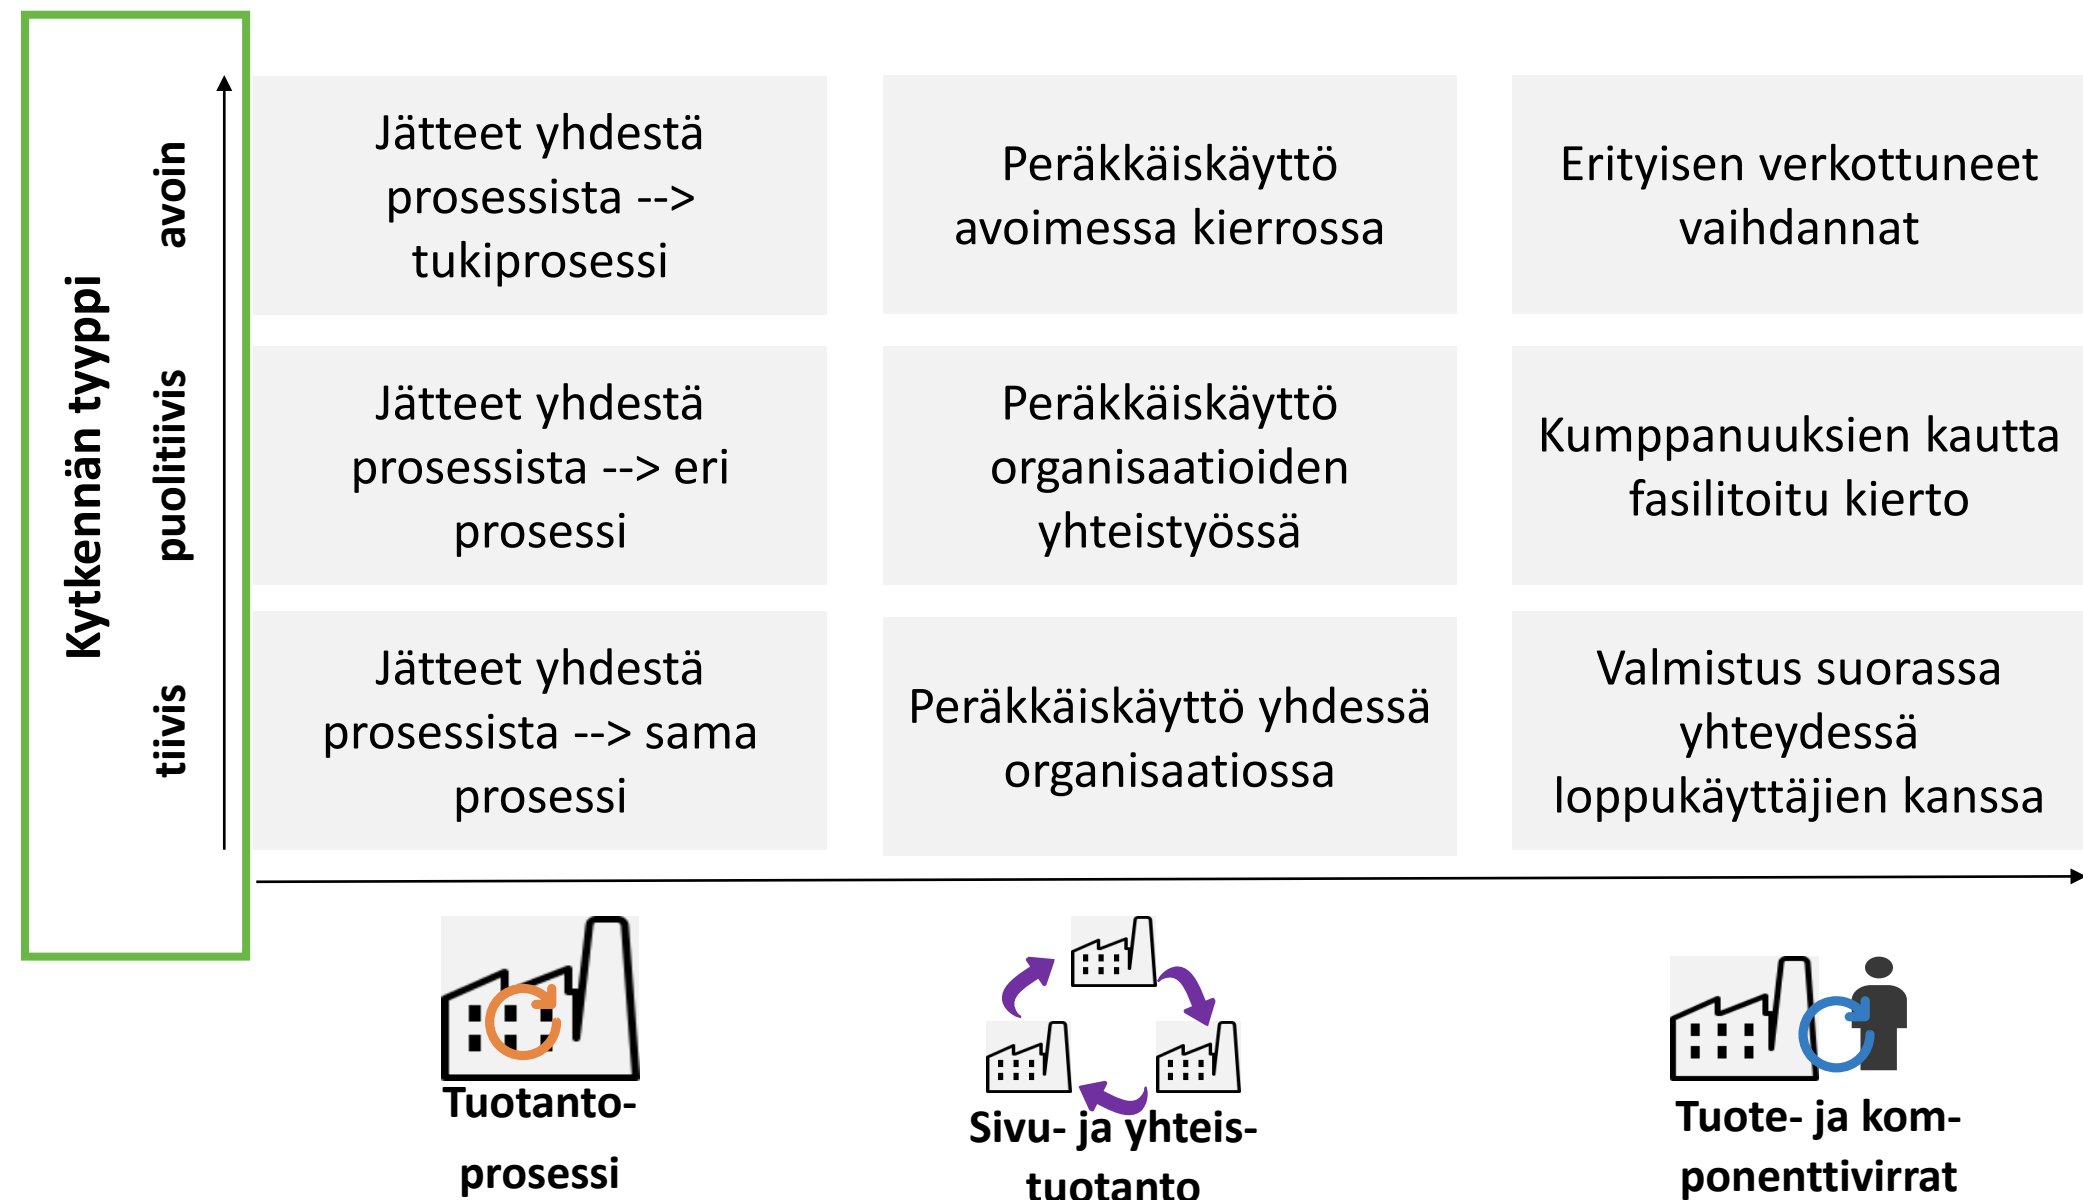 Kytkennän tyyppi
avoin
puolitiivis
tiivis
Jätteet yhdestä
prosessista -->
tukiprosessi
Peräkkäiskäyttö
avoimessa kierrossa
Erityisen verkottuneet
vaihdannat
Jätteet yhdestä
prosessista --> eri
prosessi
Peräkkäiskäyttö
organisaatioiden
yhteistyössä
Kumppanuuksien kautta
fasilitoitu kierto
Jätteet yhdestä
prosessista --> sama
prosessi
Peräkkäiskäyttö yhdessä
organisaatiossa
Valmistus suorassa
yhteydessä
loppukäyttäjien kanssa
Tuotanto-
prosessi
Sivu- ja yhteis-
tuotanto
Tuote- ja kom-
ponenttivirrat